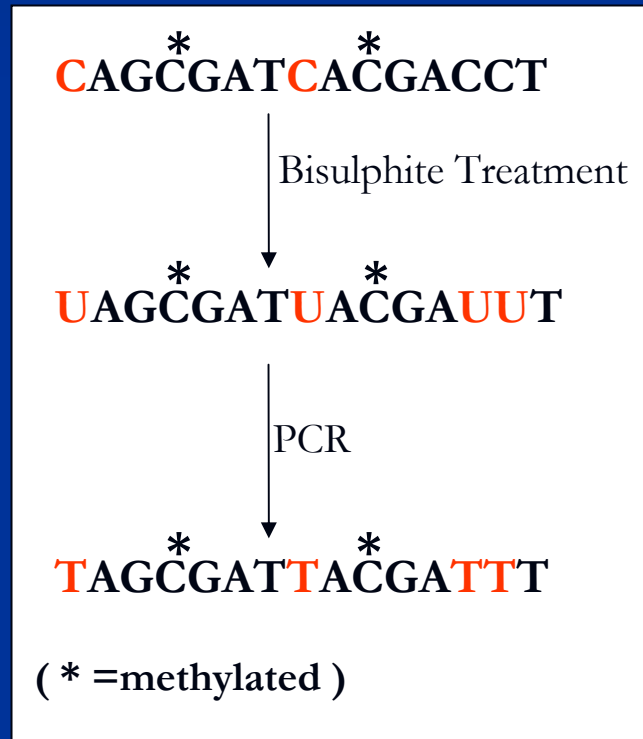 * *
CAGCGATCACGACCT
Bisulphite Treatment
* *
UAGCGATUACGAUUT
PCR
* *
TAGCGATTACGATTT
( * =methylated )